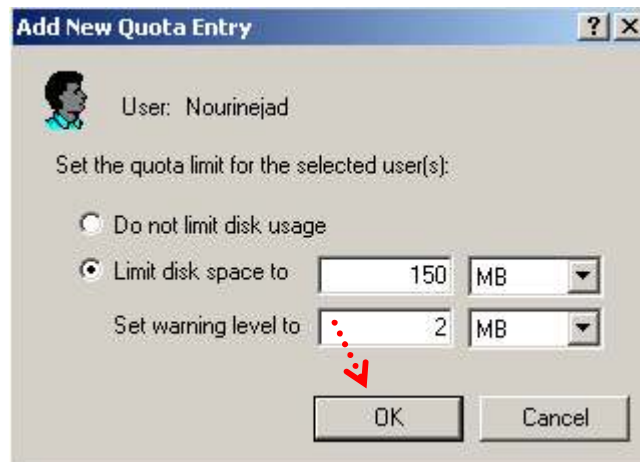 Add New Quota Entry ? X
User: Nourinejad
Set the quota limit for the selected user(s):
Do not limit disk usage
Limit disk space to 150 MB
Set warning level to 2 MB
OK Cancel